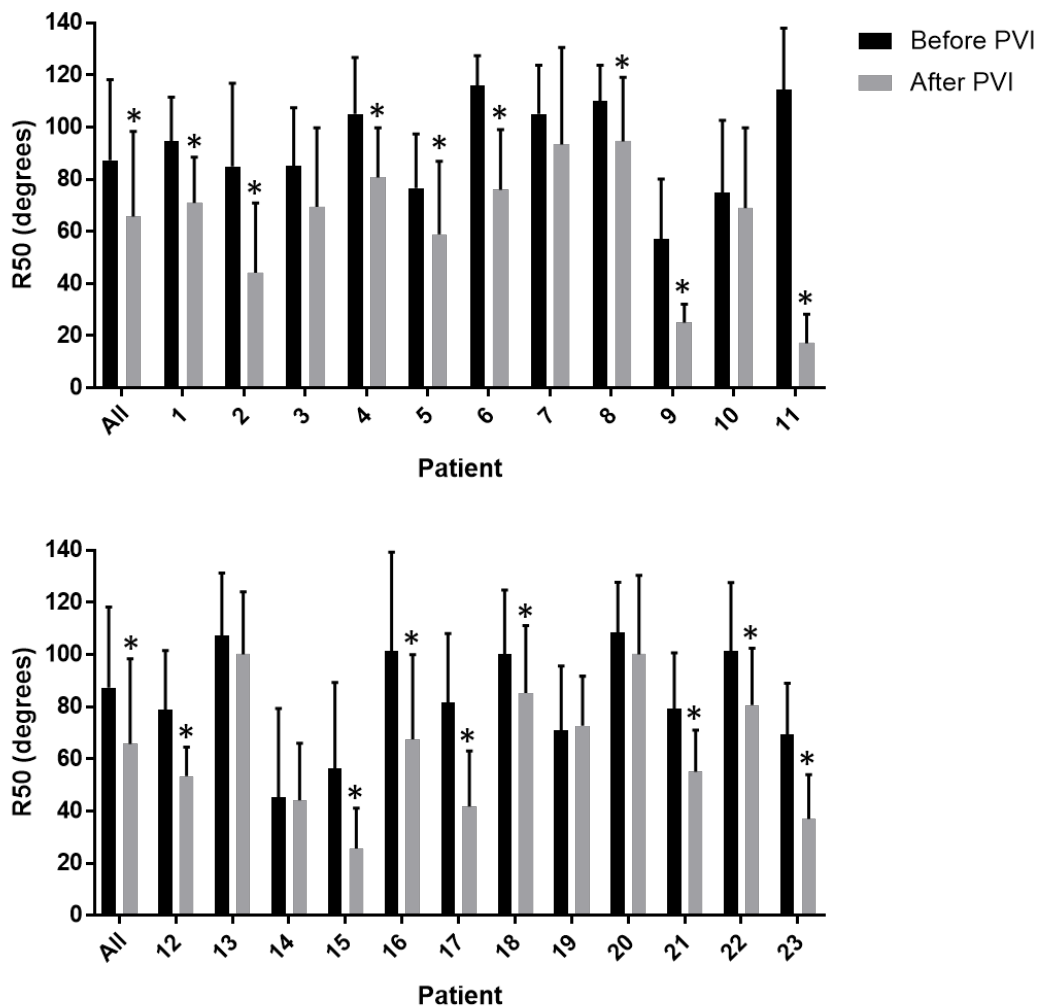 140
120
100
80
60
40
20
0
R50 (degrees)
* * * * * * * * *
All 1 2 3 4 5 6 7 8 9 10 11
Patient
Before PVI
After PVI
140
120
100
80
60
40
20
0
R50 (degrees)
* * * * * * * * *
All 12 13 14 15 16 17 18 19 20 21 22 23
Patient